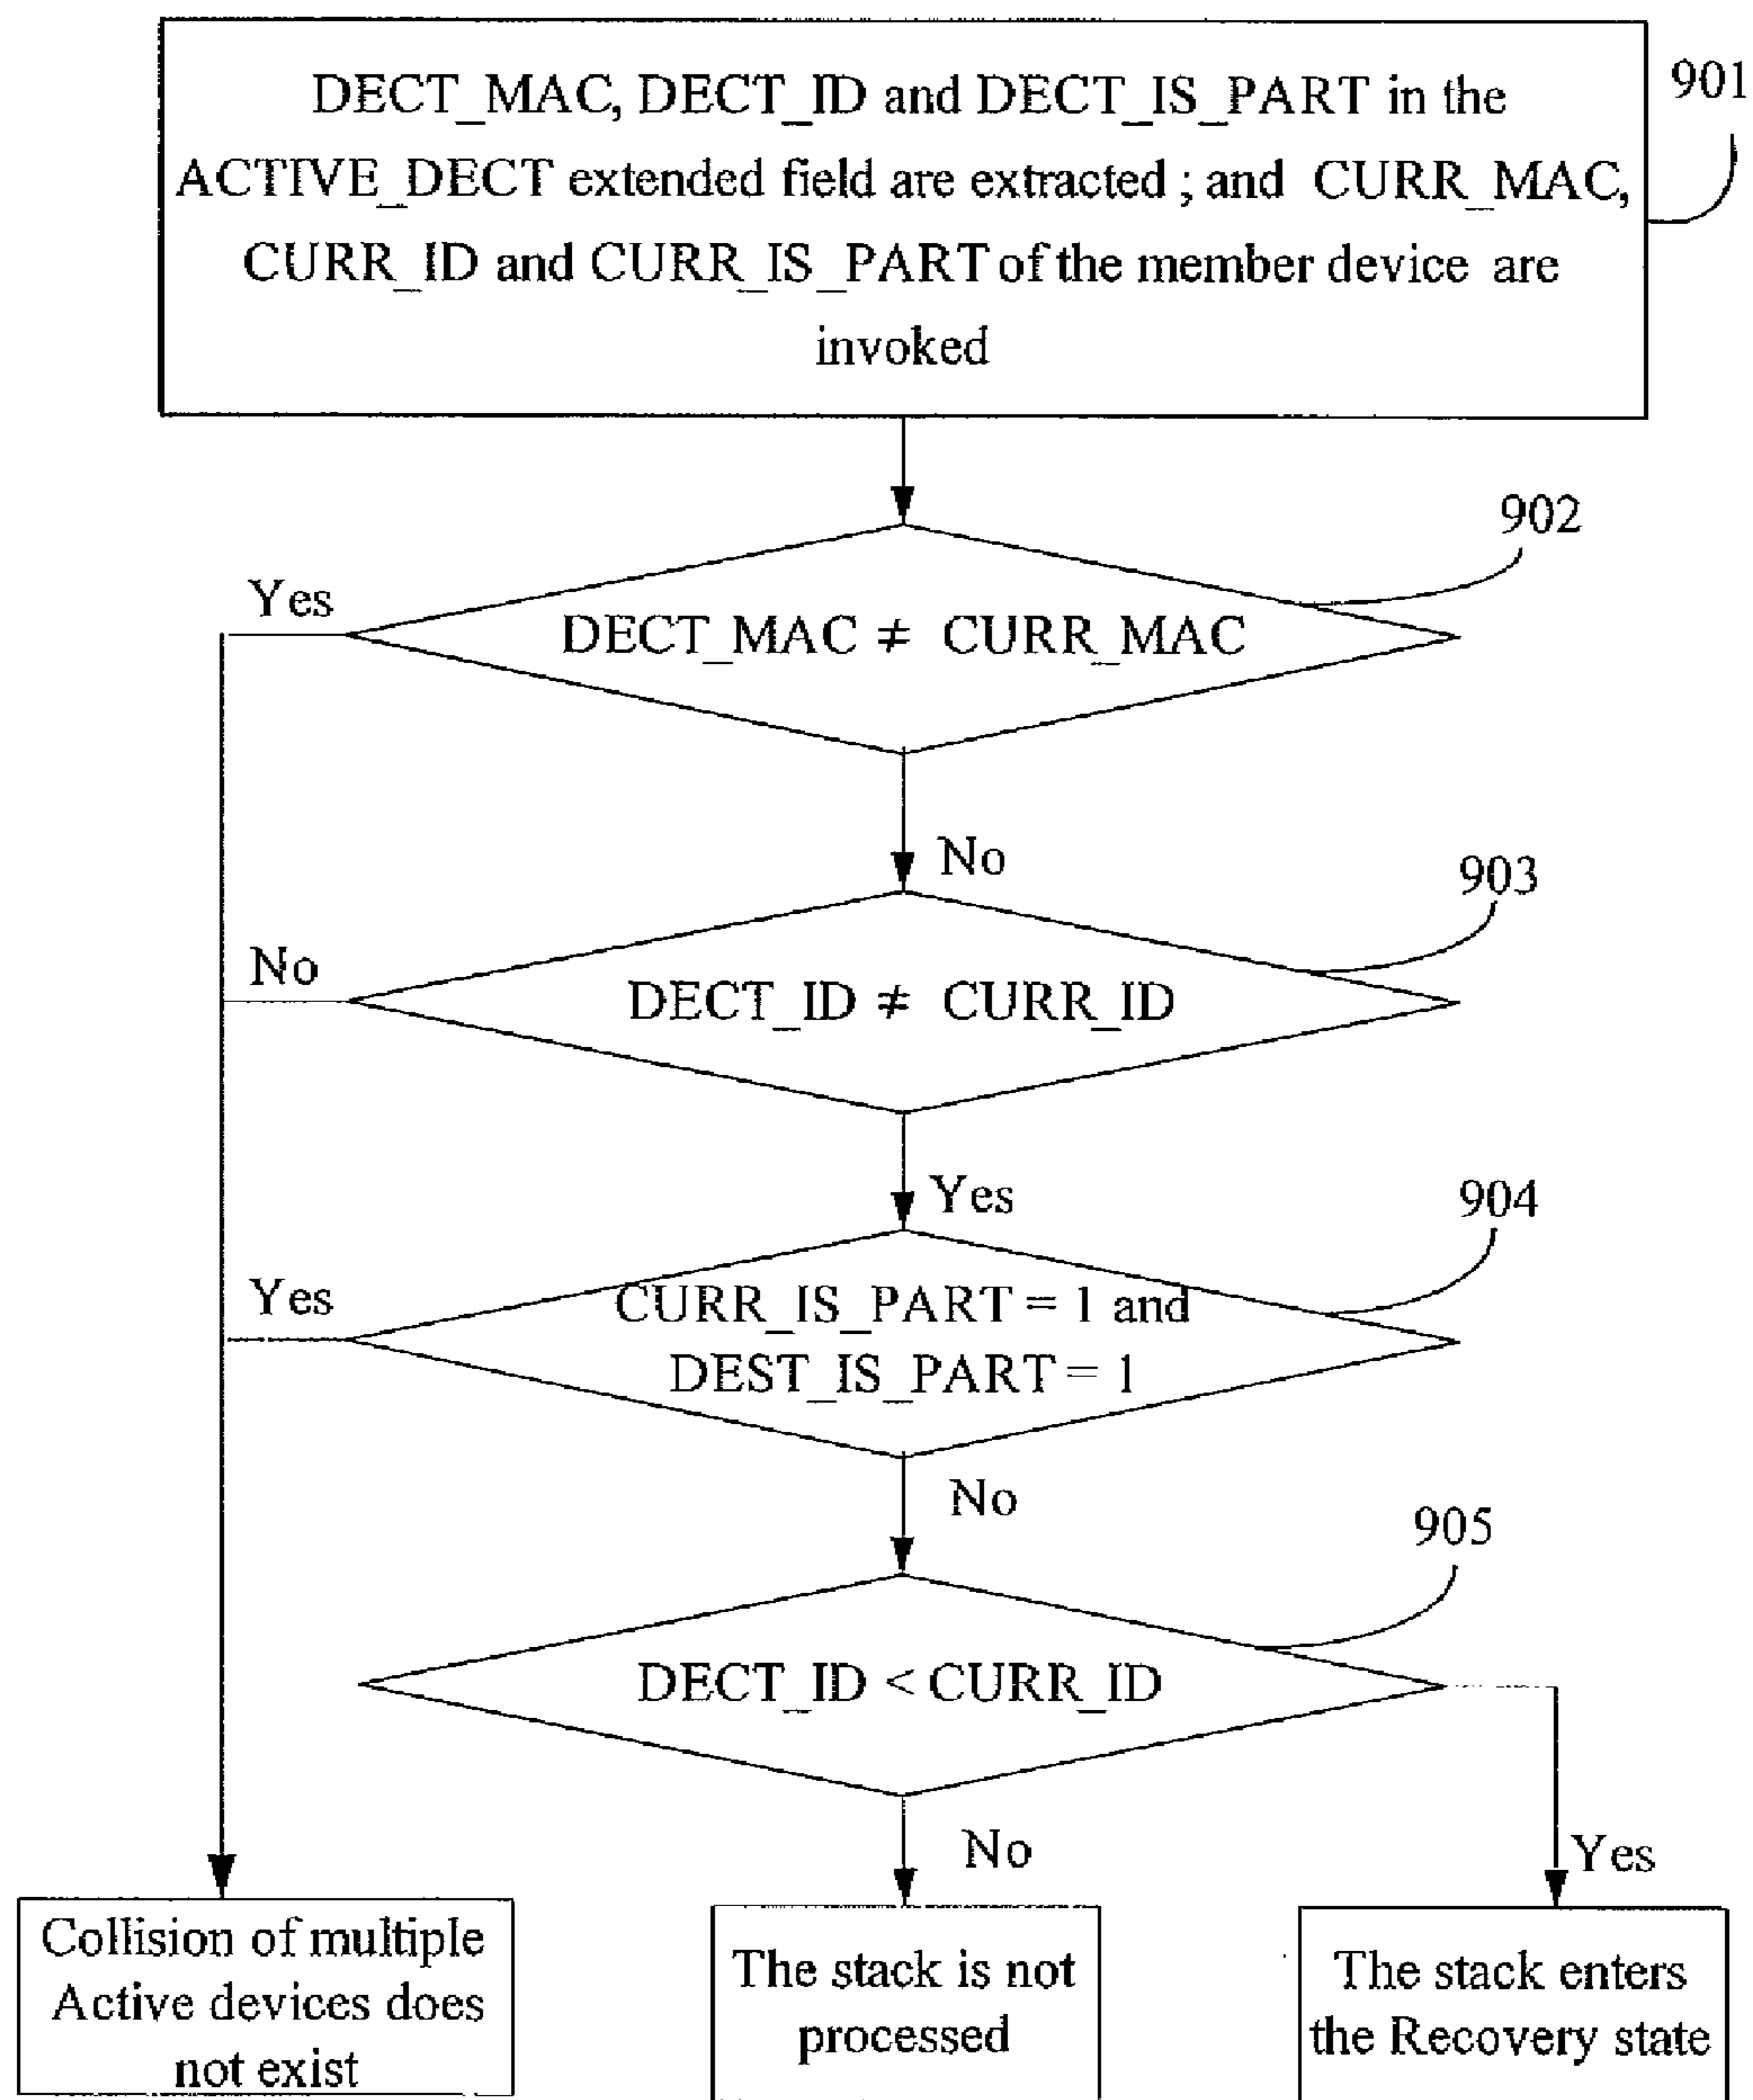 DECT_MAC, DECT_ID and DECT_IS_PART in the
ACTIVE_DECT extended field are extracted ; and CURR_MAC,
CURR_ID and CURR_IS_PART of the member device are
invoked
901
902
Yes
DECT_MAC ≠ CURR_MAC
No
903
No
DECT_ID ≠ CURR_ID
Yes
904
Yes
CURR_IS_PART = 1 and
DEST_IS_PART = 1
No
905
DECT_ID < CURR_ID
No
Yes
Collision of multiple
Active devices does
not exist
The stack is not
processed
The stack enters
the Recovery state